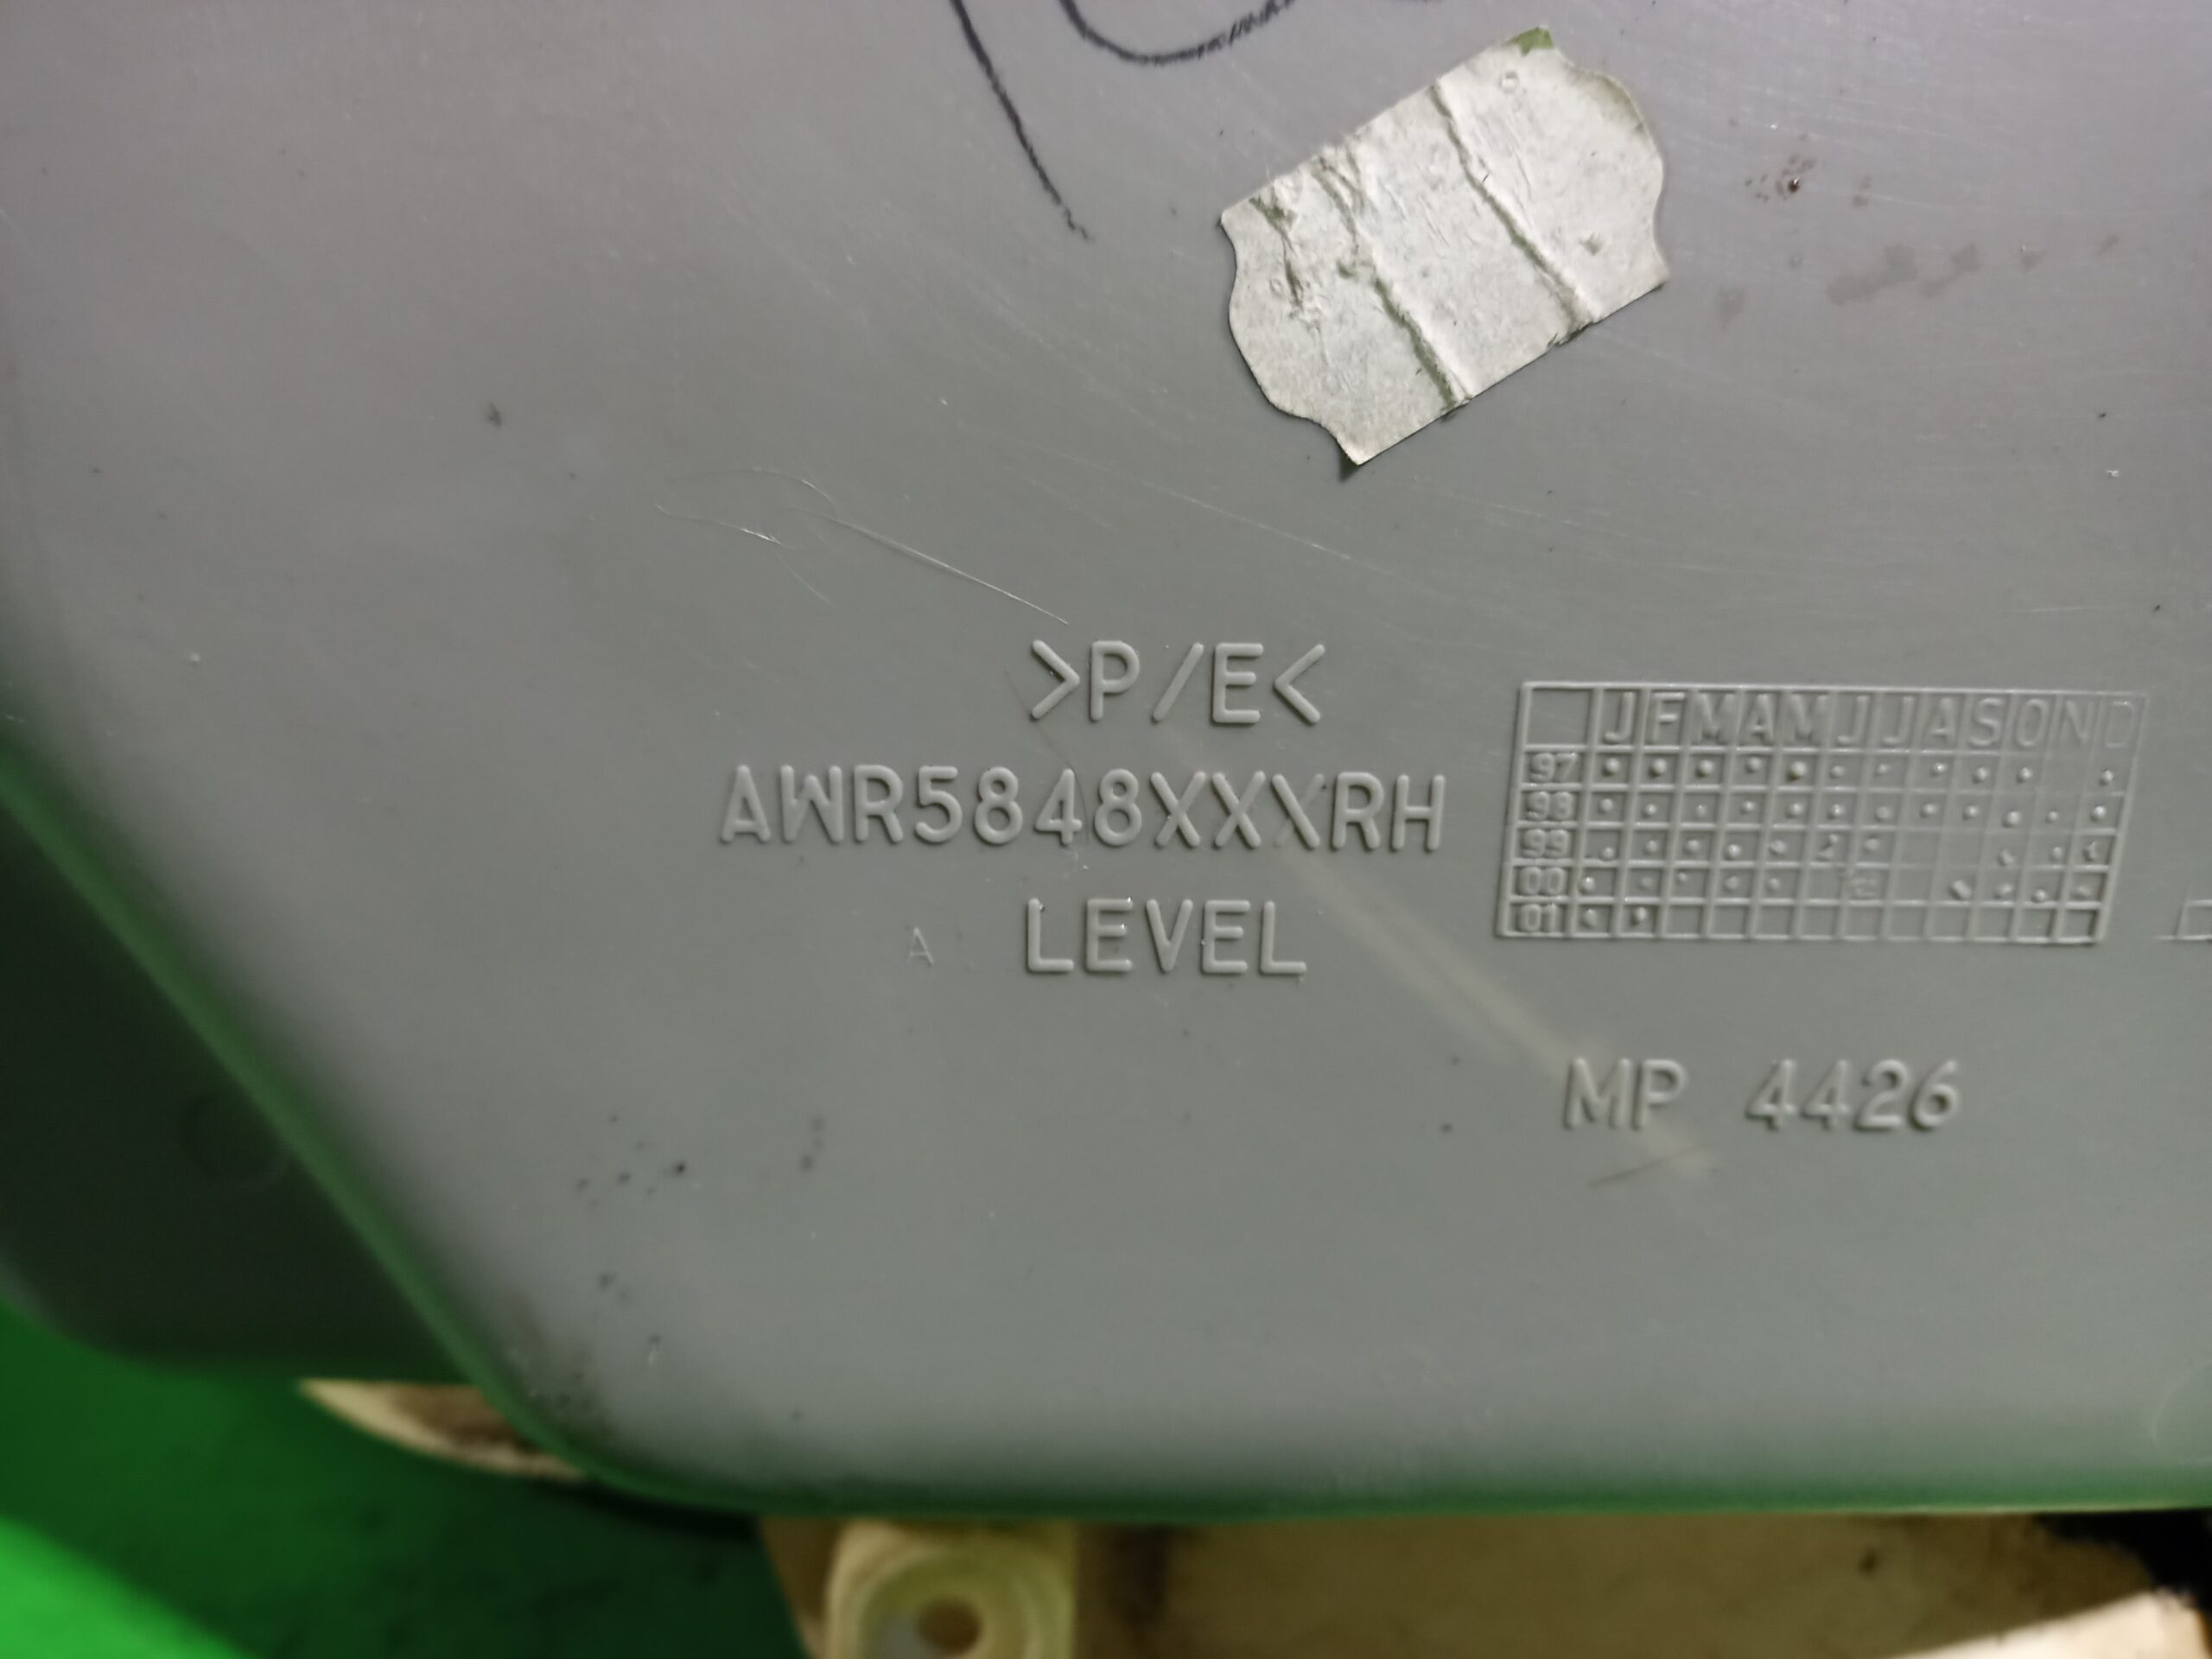 >P/E<
AWR5848XXXRH
A LEVEL
J F M A M J J A S O N D
97
98
99
00
01
MP 4426